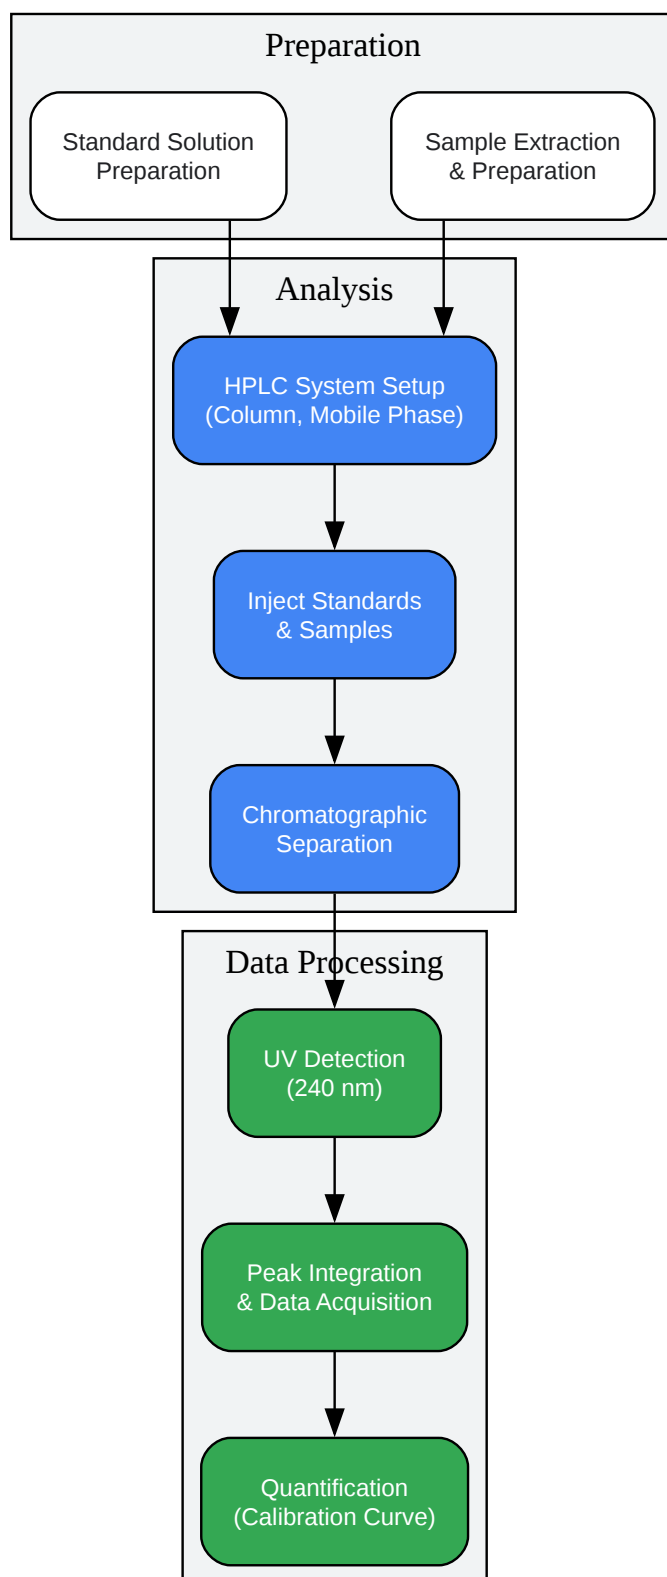 Preparation
Standard Solution
Preparation
Sample Extraction
& Preparation
Analysis
HPLC System Setup
(Column, Mobile Phase)
Inject Standards
& Samples
Chromatographic
Separation
Data Processing
UV Detection
(240 nm)
Peak Integration
& Data Acquisition
Quantification
(Calibration Curve)